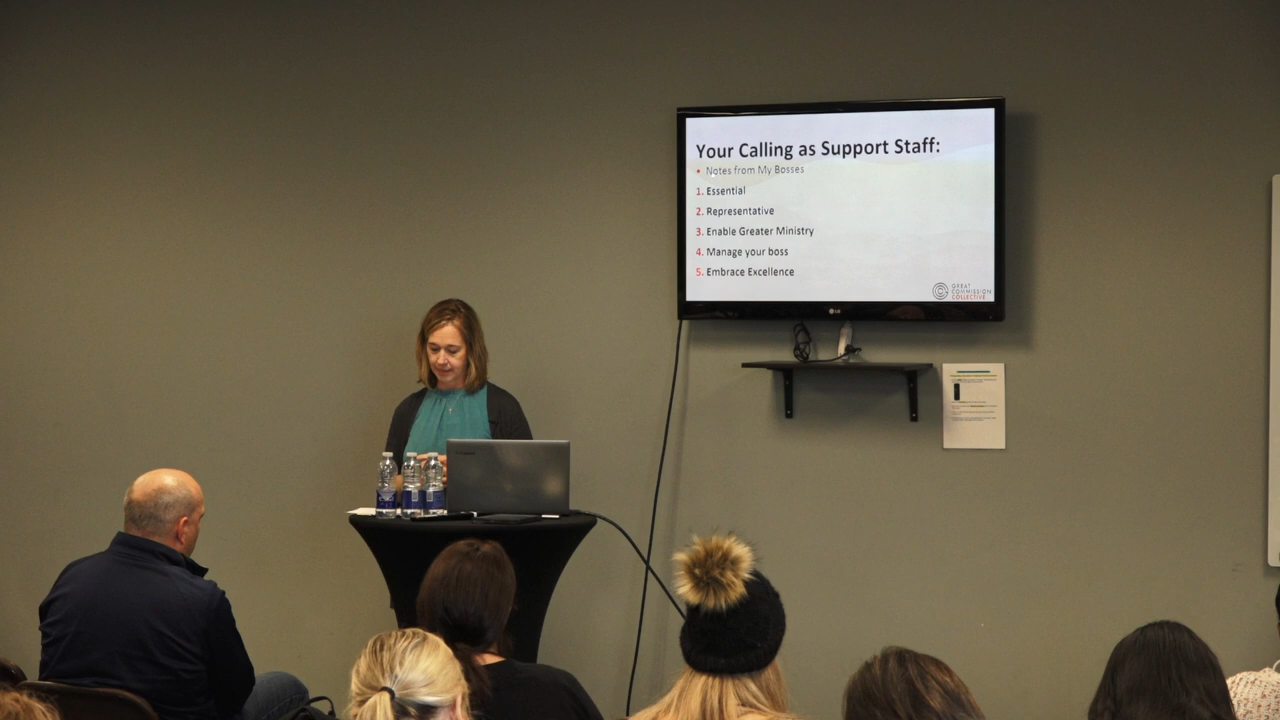 Your Calling as Support Staff:
• Notes from My Bosses
1. Essential
2. Representative
3. Enable Greater Ministry
4. Manage your boss
5. Embrace Excellence
GREAT
COMMISSION
COLLECTIVE
LG